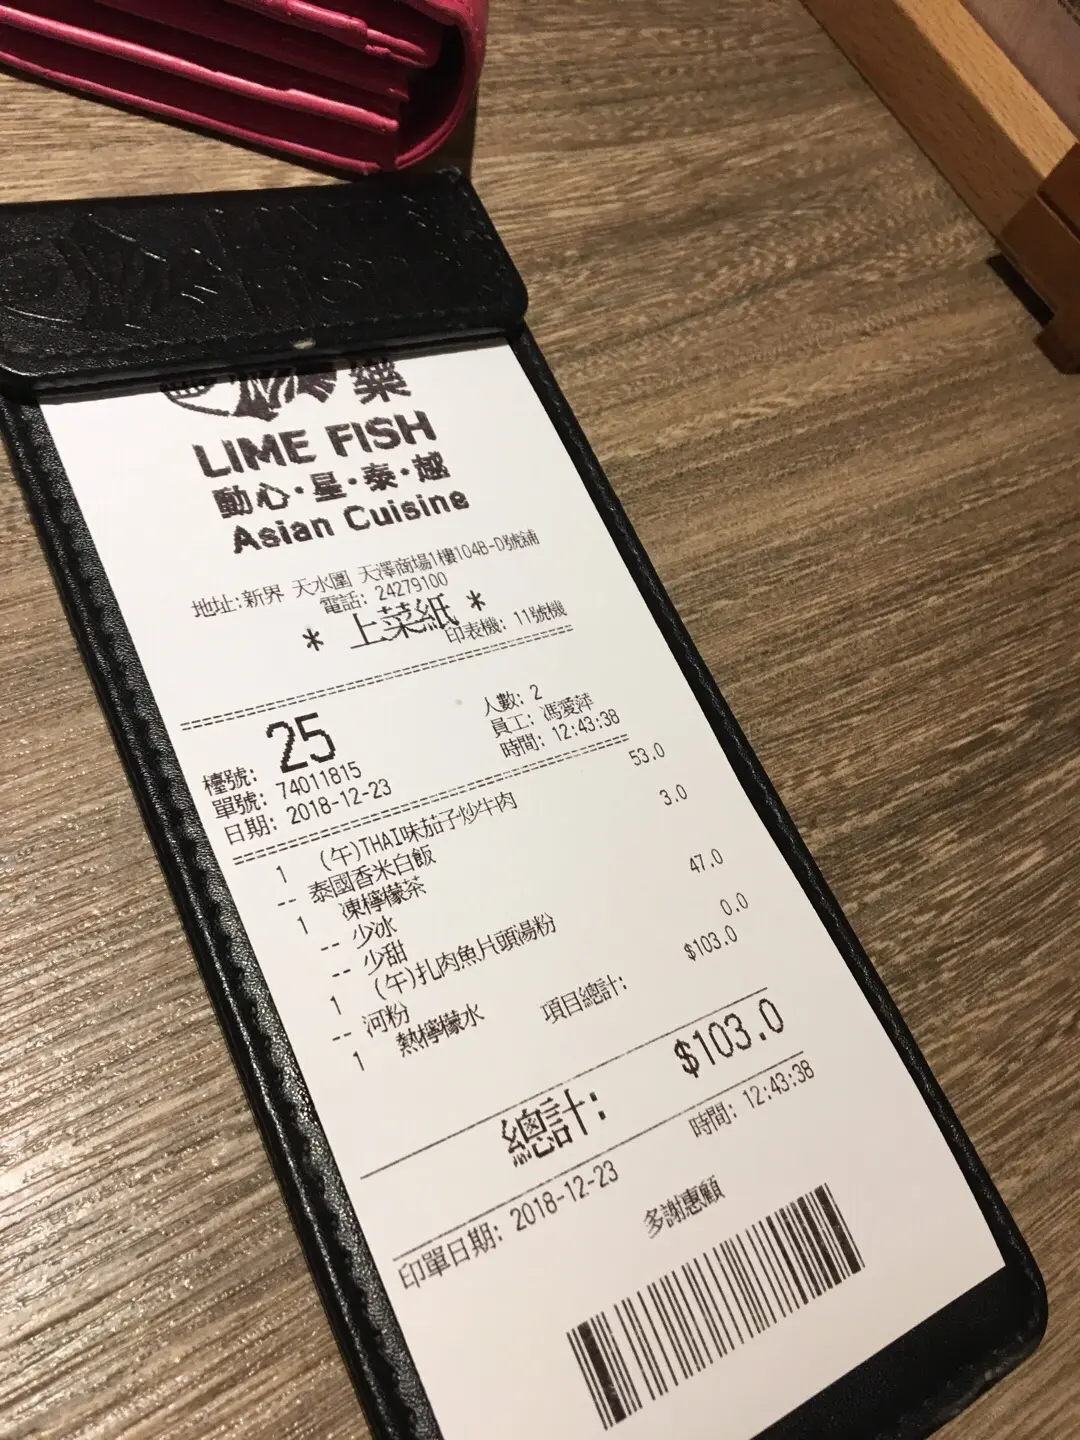 樂
LIME FISH
動心·星·泰·越
Asian Cuisine
地址:新界 天水圍 天澤商場1樓104B-D號舖
電話: 24279100
* 上菜紙 *
印表機: 11號機
檯號: 25
人數: 2
單號: 74011815
員工: 馮愛萍
日期: 2018-12-23
時間: 12:43:38
1 (午)THAI味茄子炒牛肉 53.0
-- 泰國香米白飯
1 凍檸檬茶 3.0
-- 少冰
-- 少甜
1 (午)扎肉魚片頭湯粉 47.0
-- 河粉
1 熱檸檬水 0.0
項目總計: $103.0
總計: $103.0
印單日期: 2018-12-23 時間: 12:43:38
多謝惠顧